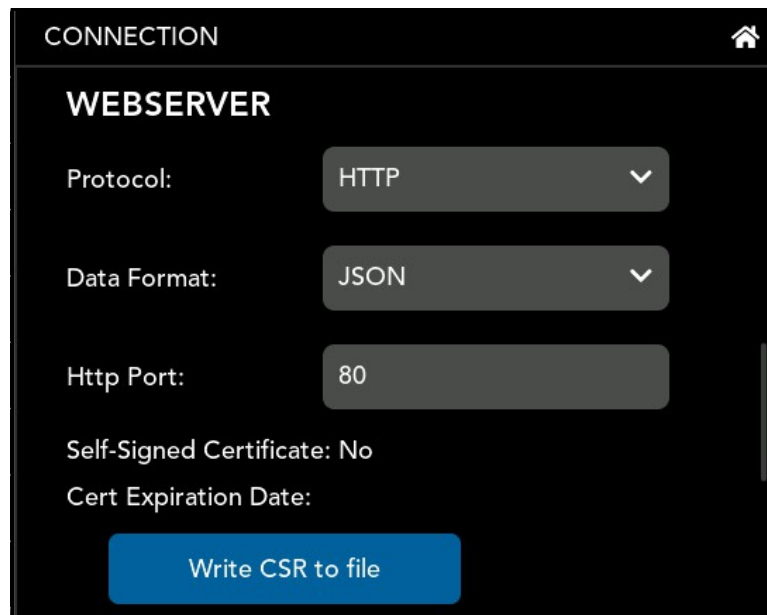 CONNECTION
WEBSERVER
Protocol: HTTP
Data Format: JSON
Http Port: 80
Self-Signed Certificate: No
Cert Expiration Date:
Write CSR to file